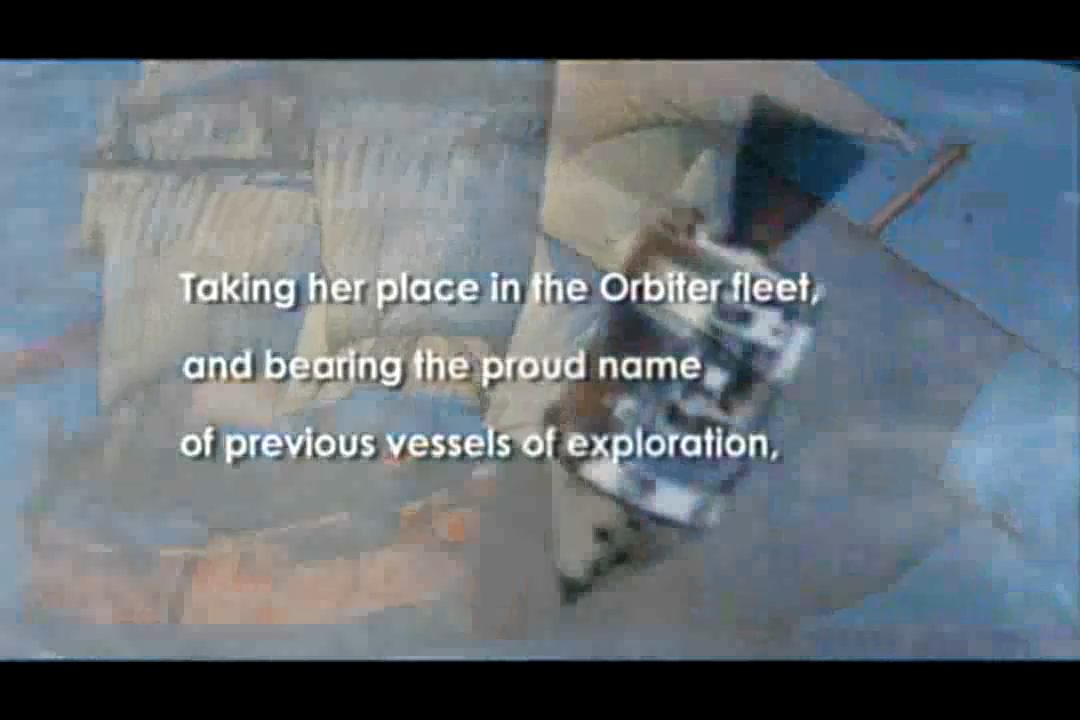 Taking her place in the Orbiter fleet,
and bearing the proud name
of previous vessels of exploration,